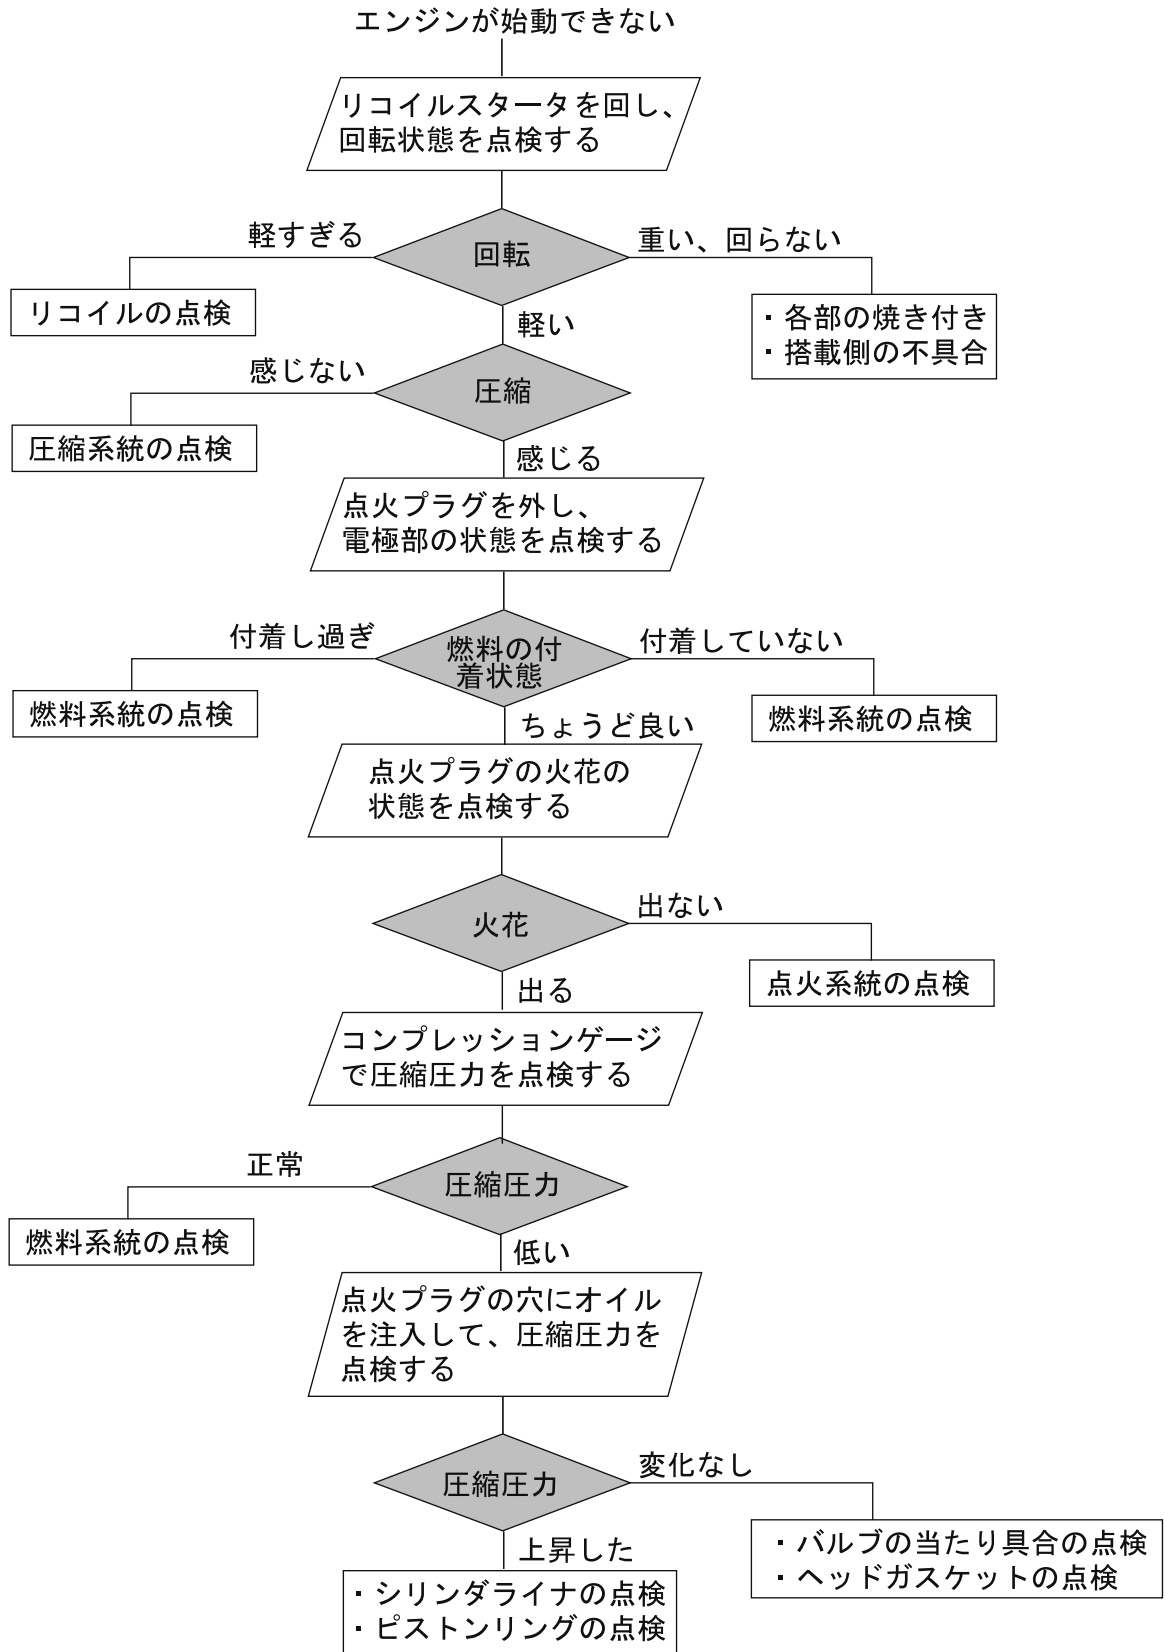 エンジンが始動できない
リコイルスタータを回し、
回転状態を点検する
軽すぎる
回転
重い、回らない
リコイルの点検
・各部の焼き付き
・搭載側の不具合
軽い
感じない
圧縮
圧縮系統の点検
感じる
点火プラグを外し、
電極部の状態を点検する
付着し過ぎ
燃料の付
着状態
付着していない
燃料系統の点検
燃料系統の点検
ちょうど良い
点火プラグの火花の
状態を点検する
火花
出ない
点火系統の点検
出る
コンプレッションゲージ
で圧縮圧力を点検する
正常
圧縮圧力
燃料系統の点検
低い
点火プラグの穴にオイル
を注入して、圧縮圧力を
点検する
圧縮圧力
変化なし
・バルブの当たり具合の点検
・ヘッドガスケットの点検
上昇した
・シリンダライナの点検
・ピストンリングの点検